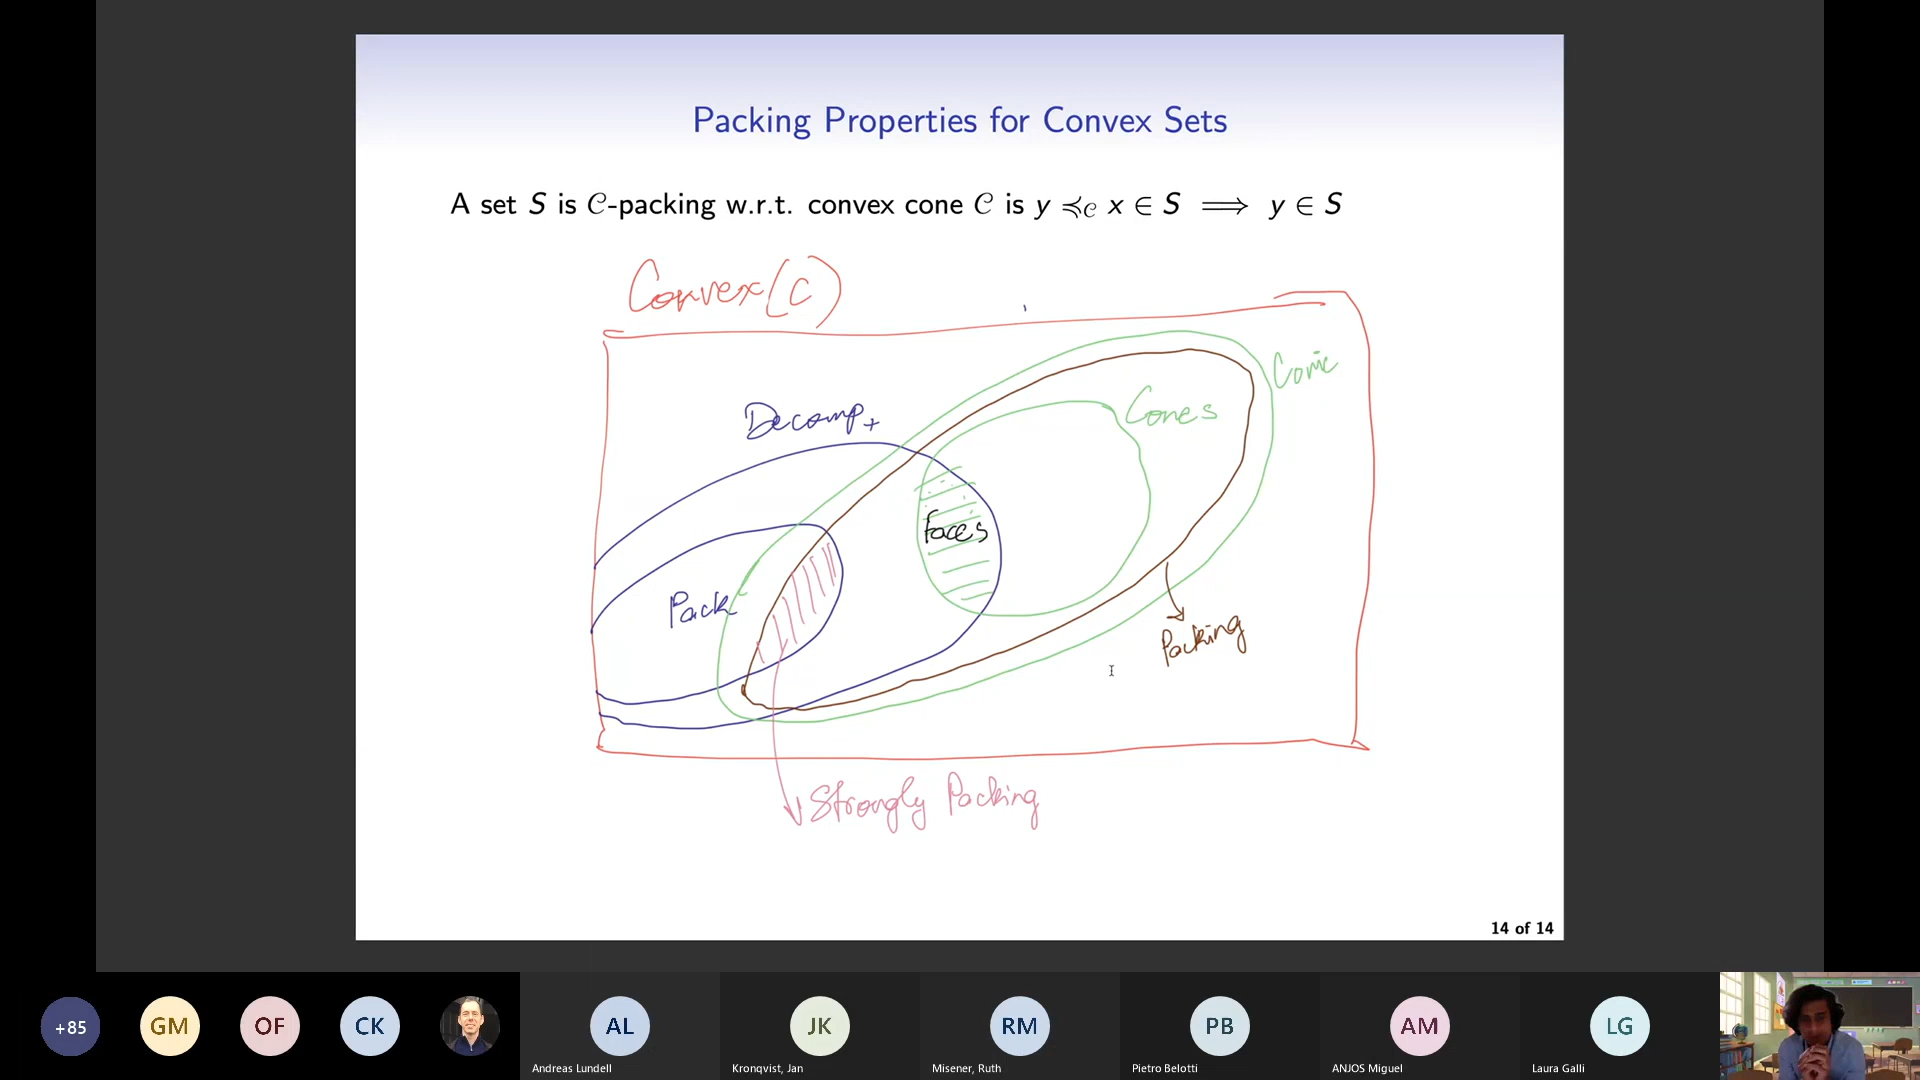 Packing Properties for Convex Sets
A set S is 𝒞-packing w.r.t. convex cone 𝒞 is y ≼𝒞 x ∈ S ⟹ y ∈ S
Convex(C)
Conic
Decomp+
Cones
Faces
Pack
Packing
Strongly Packing
14 of 14
+85
GM
OF
CK
AL
JK
RM
PB
AM
LG
Andreas Lundell
Kronqvist, Jan
Misener, Ruth
Pietro Belotti
ANJOS Miguel
Laura Galli